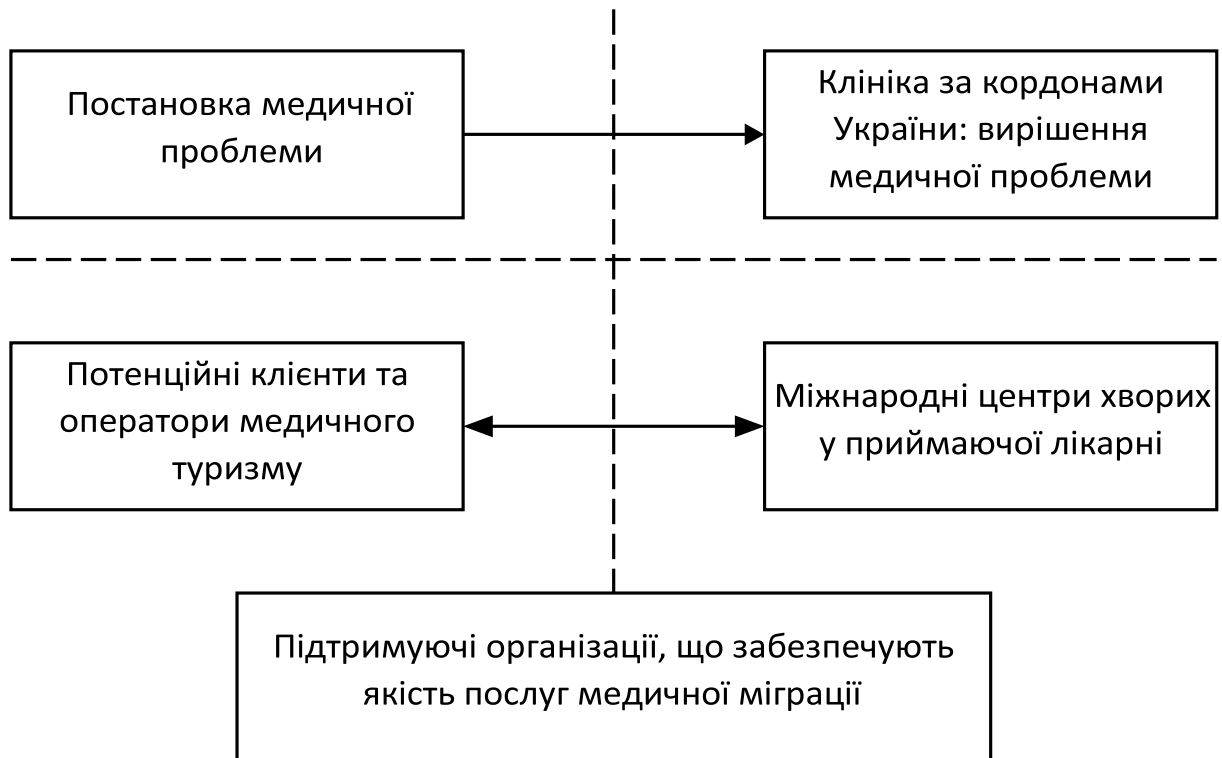 Постановка медичної
проблеми
Клініка за кордонами
України: вирішення
медичної проблеми
Потенційні клієнти та
оператори медичного
туризму
Міжнародні центри хворих
у приймаючої лікарні
Підтримуючі організації, що забезпечують
якість послуг медичної міграції